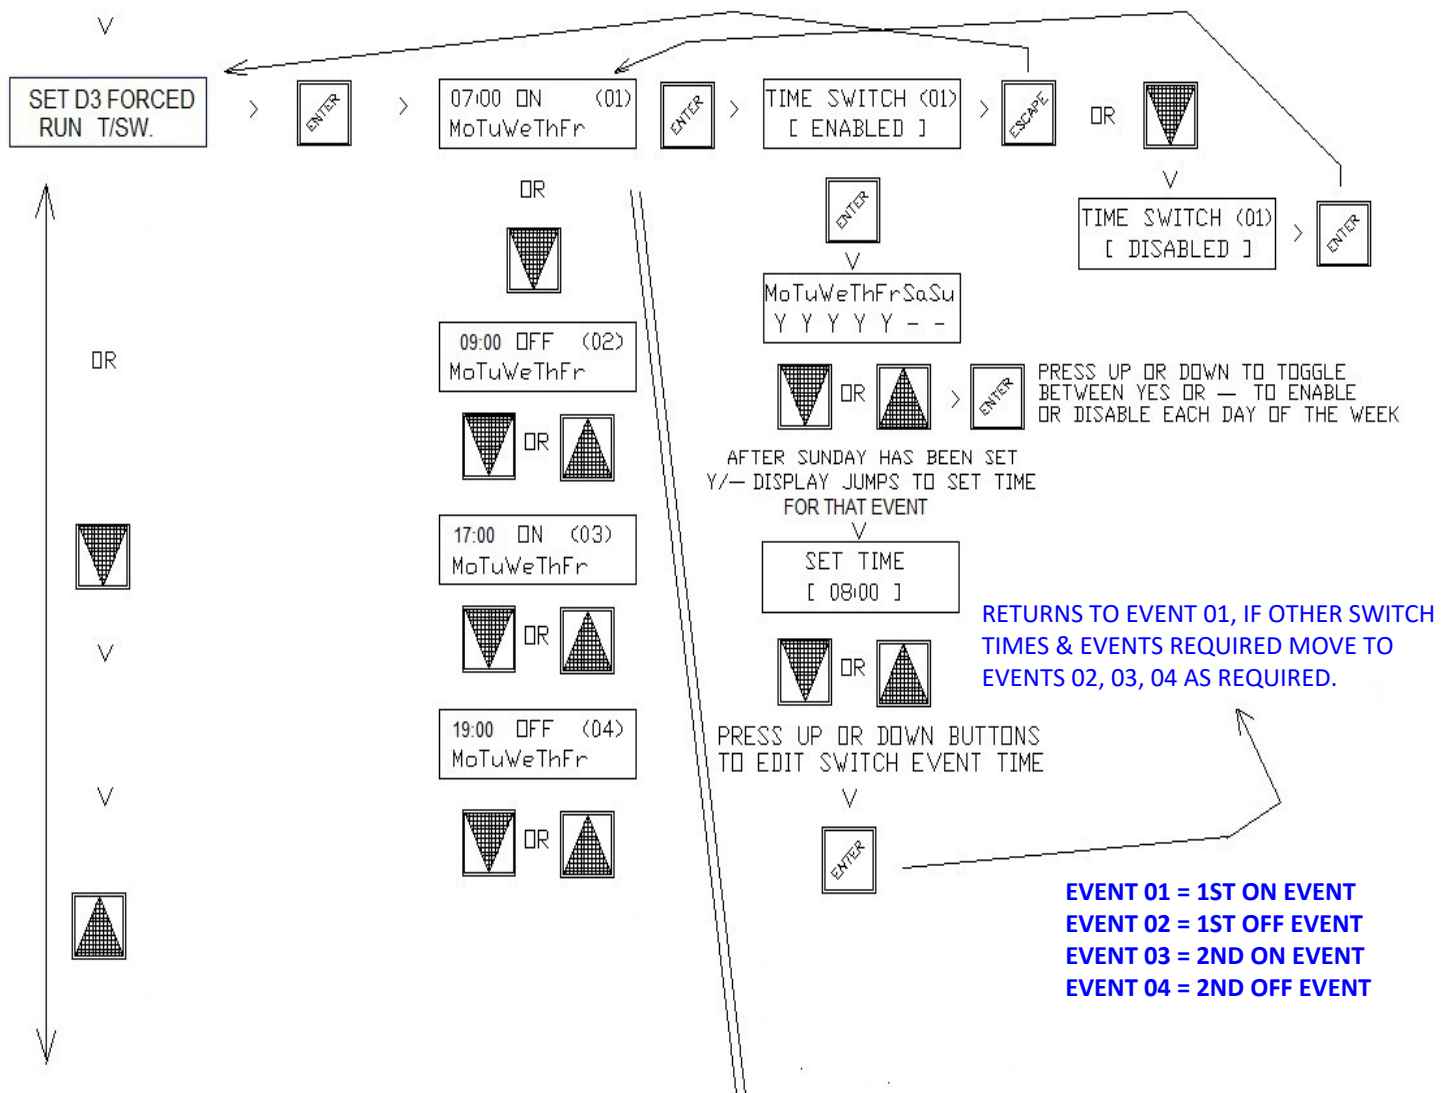 SET D3 FORCED
RUN T/SW.
ENTER
07:00 ON (01)
MoTuWeThFr
ENTER
TIME SWITCH (01)
[ ENABLED ]
ESCAPE
OR
OR
ENTER
TIME SWITCH (01)
[ DISABLED ]
ENTER
MoTuWeThFrSaSu
Y Y Y Y Y - -
09:00 OFF (02)
MoTuWeThFr
OR
OR
ENTER
PRESS UP OR DOWN TO TOGGLE
BETWEEN YES OR — TO ENABLE
OR DISABLE EACH DAY OF THE WEEK
OR
AFTER SUNDAY HAS BEEN SET
Y/— DISPLAY JUMPS TO SET TIME
FOR THAT EVENT
17:00 ON (03)
MoTuWeThFr
SET TIME
[ 08:00 ]
RETURNS TO EVENT 01, IF OTHER SWITCH
TIMES & EVENTS REQUIRED MOVE TO
EVENTS 02, 03, 04 AS REQUIRED.
OR
OR
19:00 OFF (04)
MoTuWeThFr
PRESS UP OR DOWN BUTTONS
TO EDIT SWITCH EVENT TIME
OR
ENTER
EVENT 01 = 1ST ON EVENT
EVENT 02 = 1ST OFF EVENT
EVENT 03 = 2ND ON EVENT
EVENT 04 = 2ND OFF EVENT